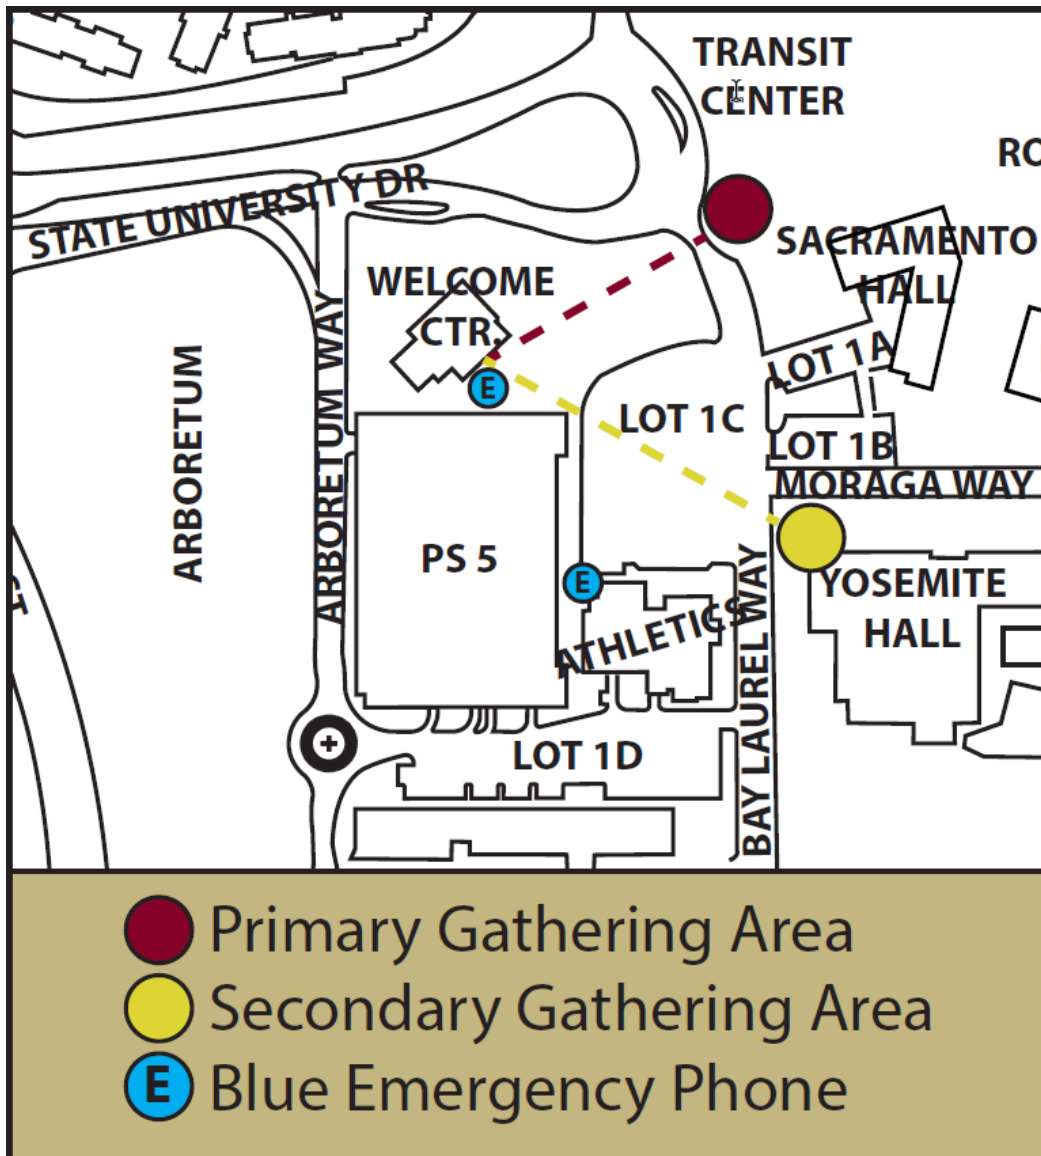 TRANSIT
CENTER
RO
STATE UNIVERSITY DR
SACRAMENTO
HALL
WELCOME
CTR.
E
ARBORETUM WAY
ARBORETUM
LOT 1A
LOT 1C
LOT 1B
MORAGA WAY
PS 5
E
ATHLETICS
YOSEMITE
HALL
BAY LAUREL WAY
LOT 1D
Primary Gathering Area
Secondary Gathering Area
E Blue Emergency Phone